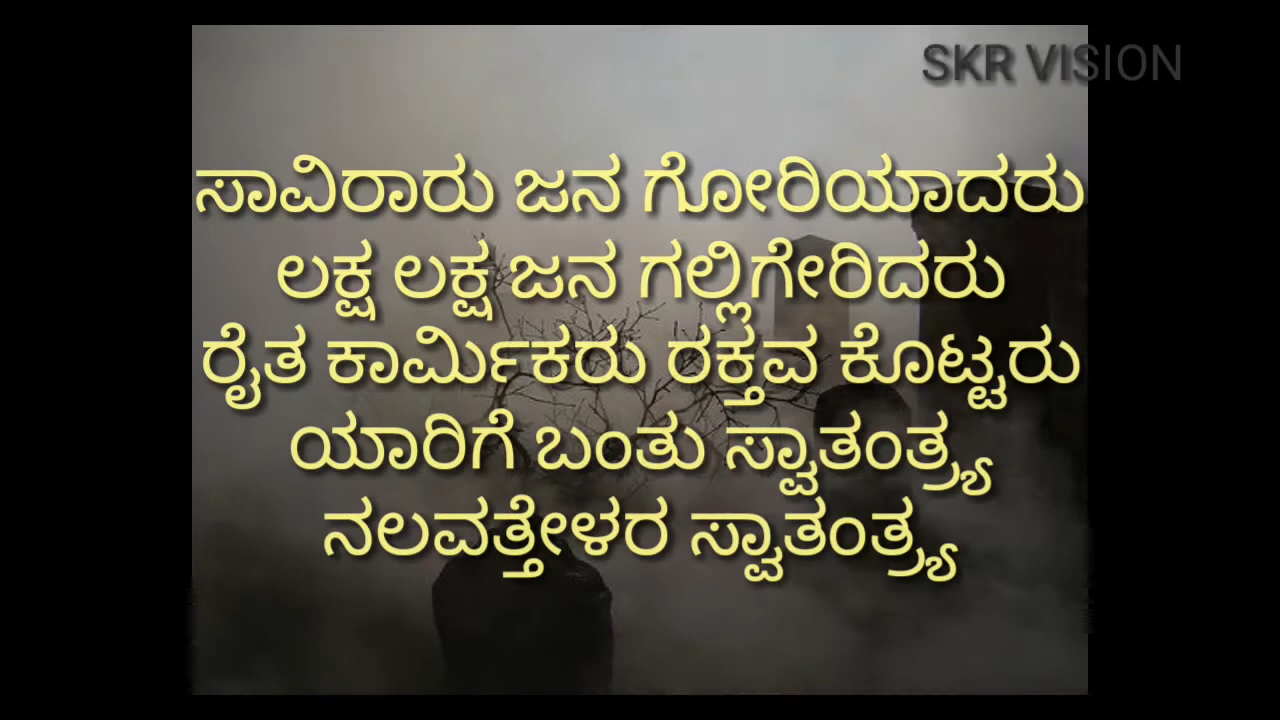 SKR VISION
ಸಾವಿರಾರು ಜನ ಗೋರಿಯಾದರು
ಲಕ್ಷ ಲಕ್ಷ ಜನ ಗಲ್ಲಿಗೇರಿದರು
ರೈತ ಕಾರ್ಮಿಕರು ರಕ್ತವ ಕೊಟ್ಟರು
ಯಾರಿಗೆ ಬಂತು ಸ್ವಾತಂತ್ರ್ಯ
ನಲವತ್ತೇಳರ ಸ್ವಾತಂತ್ರ್ಯ